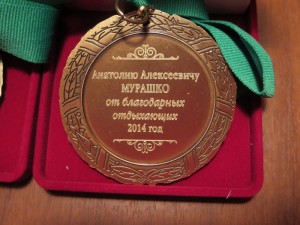 Анатолию Алексеевичу
МУРАШКО
от благодарных
отдыхающих
2014 год